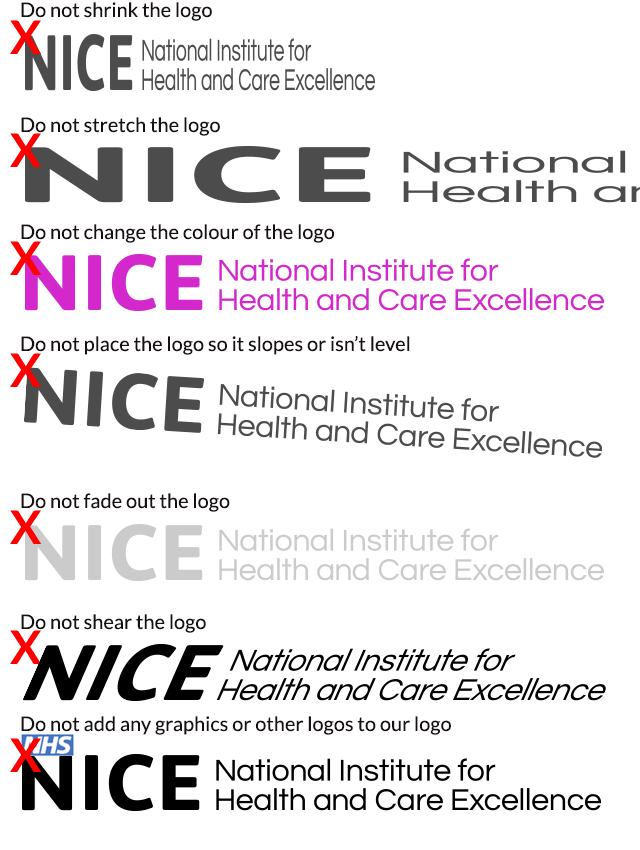 Do not shrink the logo
X
NICE National Institute for
Health and Care Excellence
Do not stretch the logo
X
NICE National
Health an
Do not change the colour of the logo
X
NICE National Institute for
Health and Care Excellence
Do not place the logo so it slopes or isn’t level
X
NICE National Institute for
Health and Care Excellence
Do not fade out the logo
X
NICE National Institute for
Health and Care Excellence
Do not shear the logo
X
NICE National Institute for
Health and Care Excellence
Do not add any graphics or other logos to our logo
NHS
X
NICE National Institute for
Health and Care Excellence